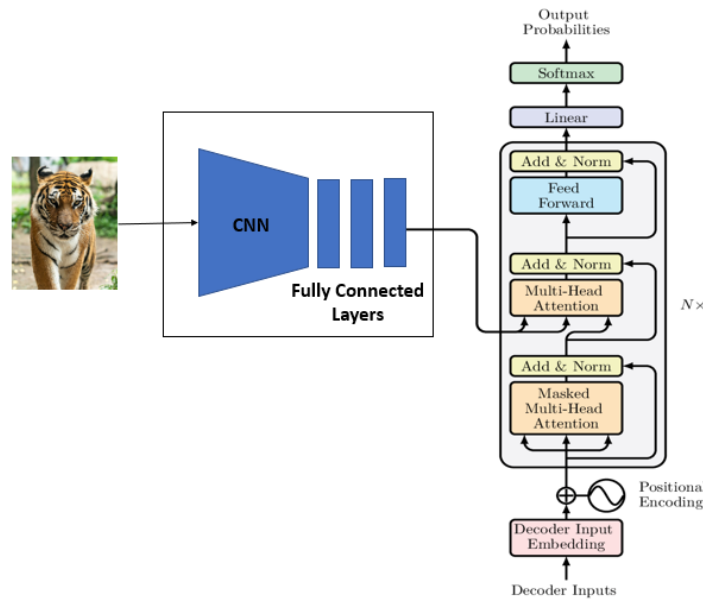 Output
Probabilities
Softmax
Linear
Add & Norm
Feed
Forward
Add & Norm
Multi-Head
Attention
N×
Add & Norm
Masked
Multi-Head
Attention
Positional
Encoding
Decoder Input
Embedding
Decoder Inputs
CNN
Fully Connected
Layers